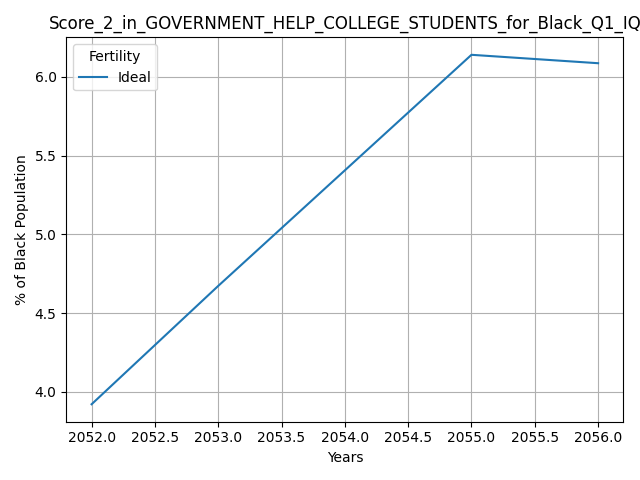 Score_2_in_GOVERNMENT_HELP_COLLEGE_STUDENTS_for_Black_Q1_IQ
Fertility
Ideal
% of Black Population
6.0
5.5
5.0
4.5
4.0
2052.0 2052.5 2053.0 2053.5 2054.0 2054.5 2055.0 2055.5 2056.0
Years